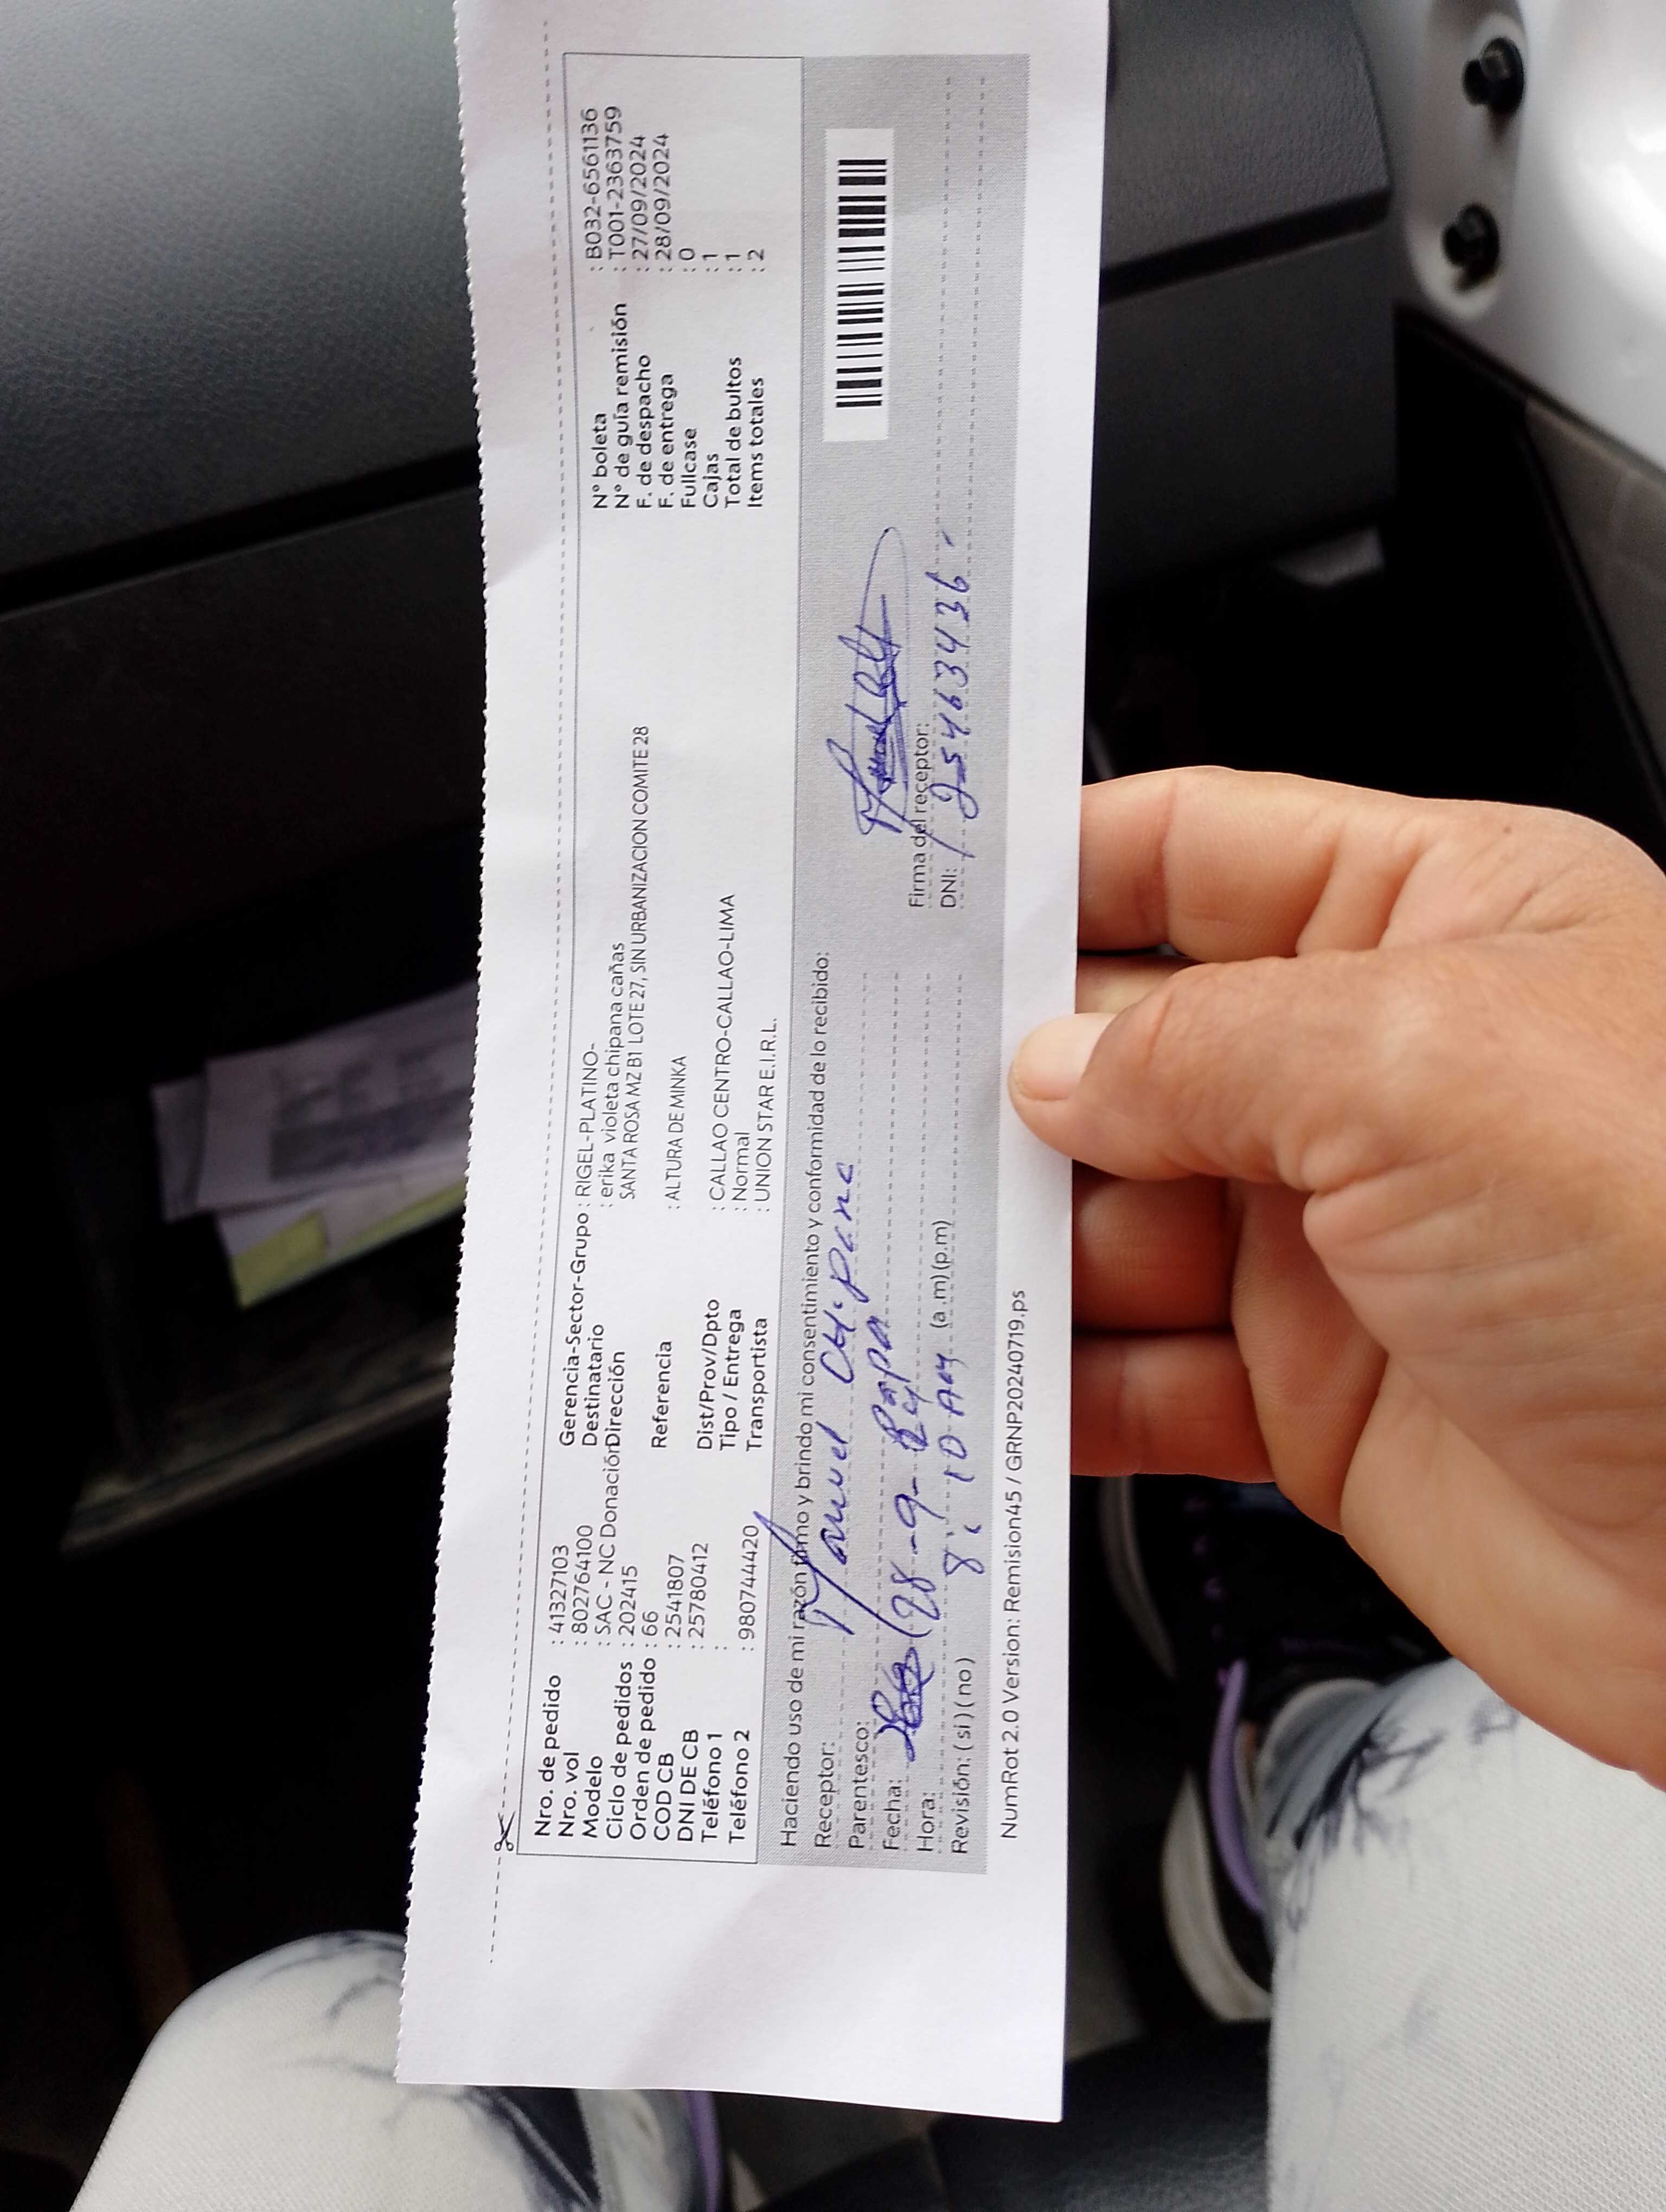 Nro. de pedido : 41327103
Nro. vol : 802764100
Modelo : SAC - NC Donación
Ciclo de pedidos : 202415
Orden de pedido : 66
COD CB : 2541807
DNI DE CB : 25780412
Teléfono 1 :
Teléfono 2 : 980744420
Gerencia-Sector-Grupo : RIGEL-PLATINO-
Destinatario : erika violeta chipana cañas
Dirección SANTA ROSA MZ B1 LOTE 27, SIN URBANIZACION COMITE 28
Referencia : ALTURA DE MINKA
Dist/Prov/Dpto : CALLAO CENTRO-CALLAO-LIMA
Tipo / Entrega : Normal
Transportista : UNION STAR E.I.R.L.
N° boleta : B032-6561136
N° de guía remisión : T001-2363759
F. de despacho : 27/09/2024
F. de entrega : 28/09/2024
Fullcase : 0
Cajas : 1
Total de bultos : 1
Items totales : 2
Haciendo uso de mi razón firmo y brindo mi consentimiento y conformidad de lo recibido:
Receptor: Manuel CHipana
Parentesco: Papa
Fecha: 28-9-24
Hora: 8:10 AM (a .m) (p.m)
Revisión: ( si ) ( no )
Firma del receptor:
DNI: 25463436
NumRot 2.0 Version: Remision45 / GRNP20240719.ps